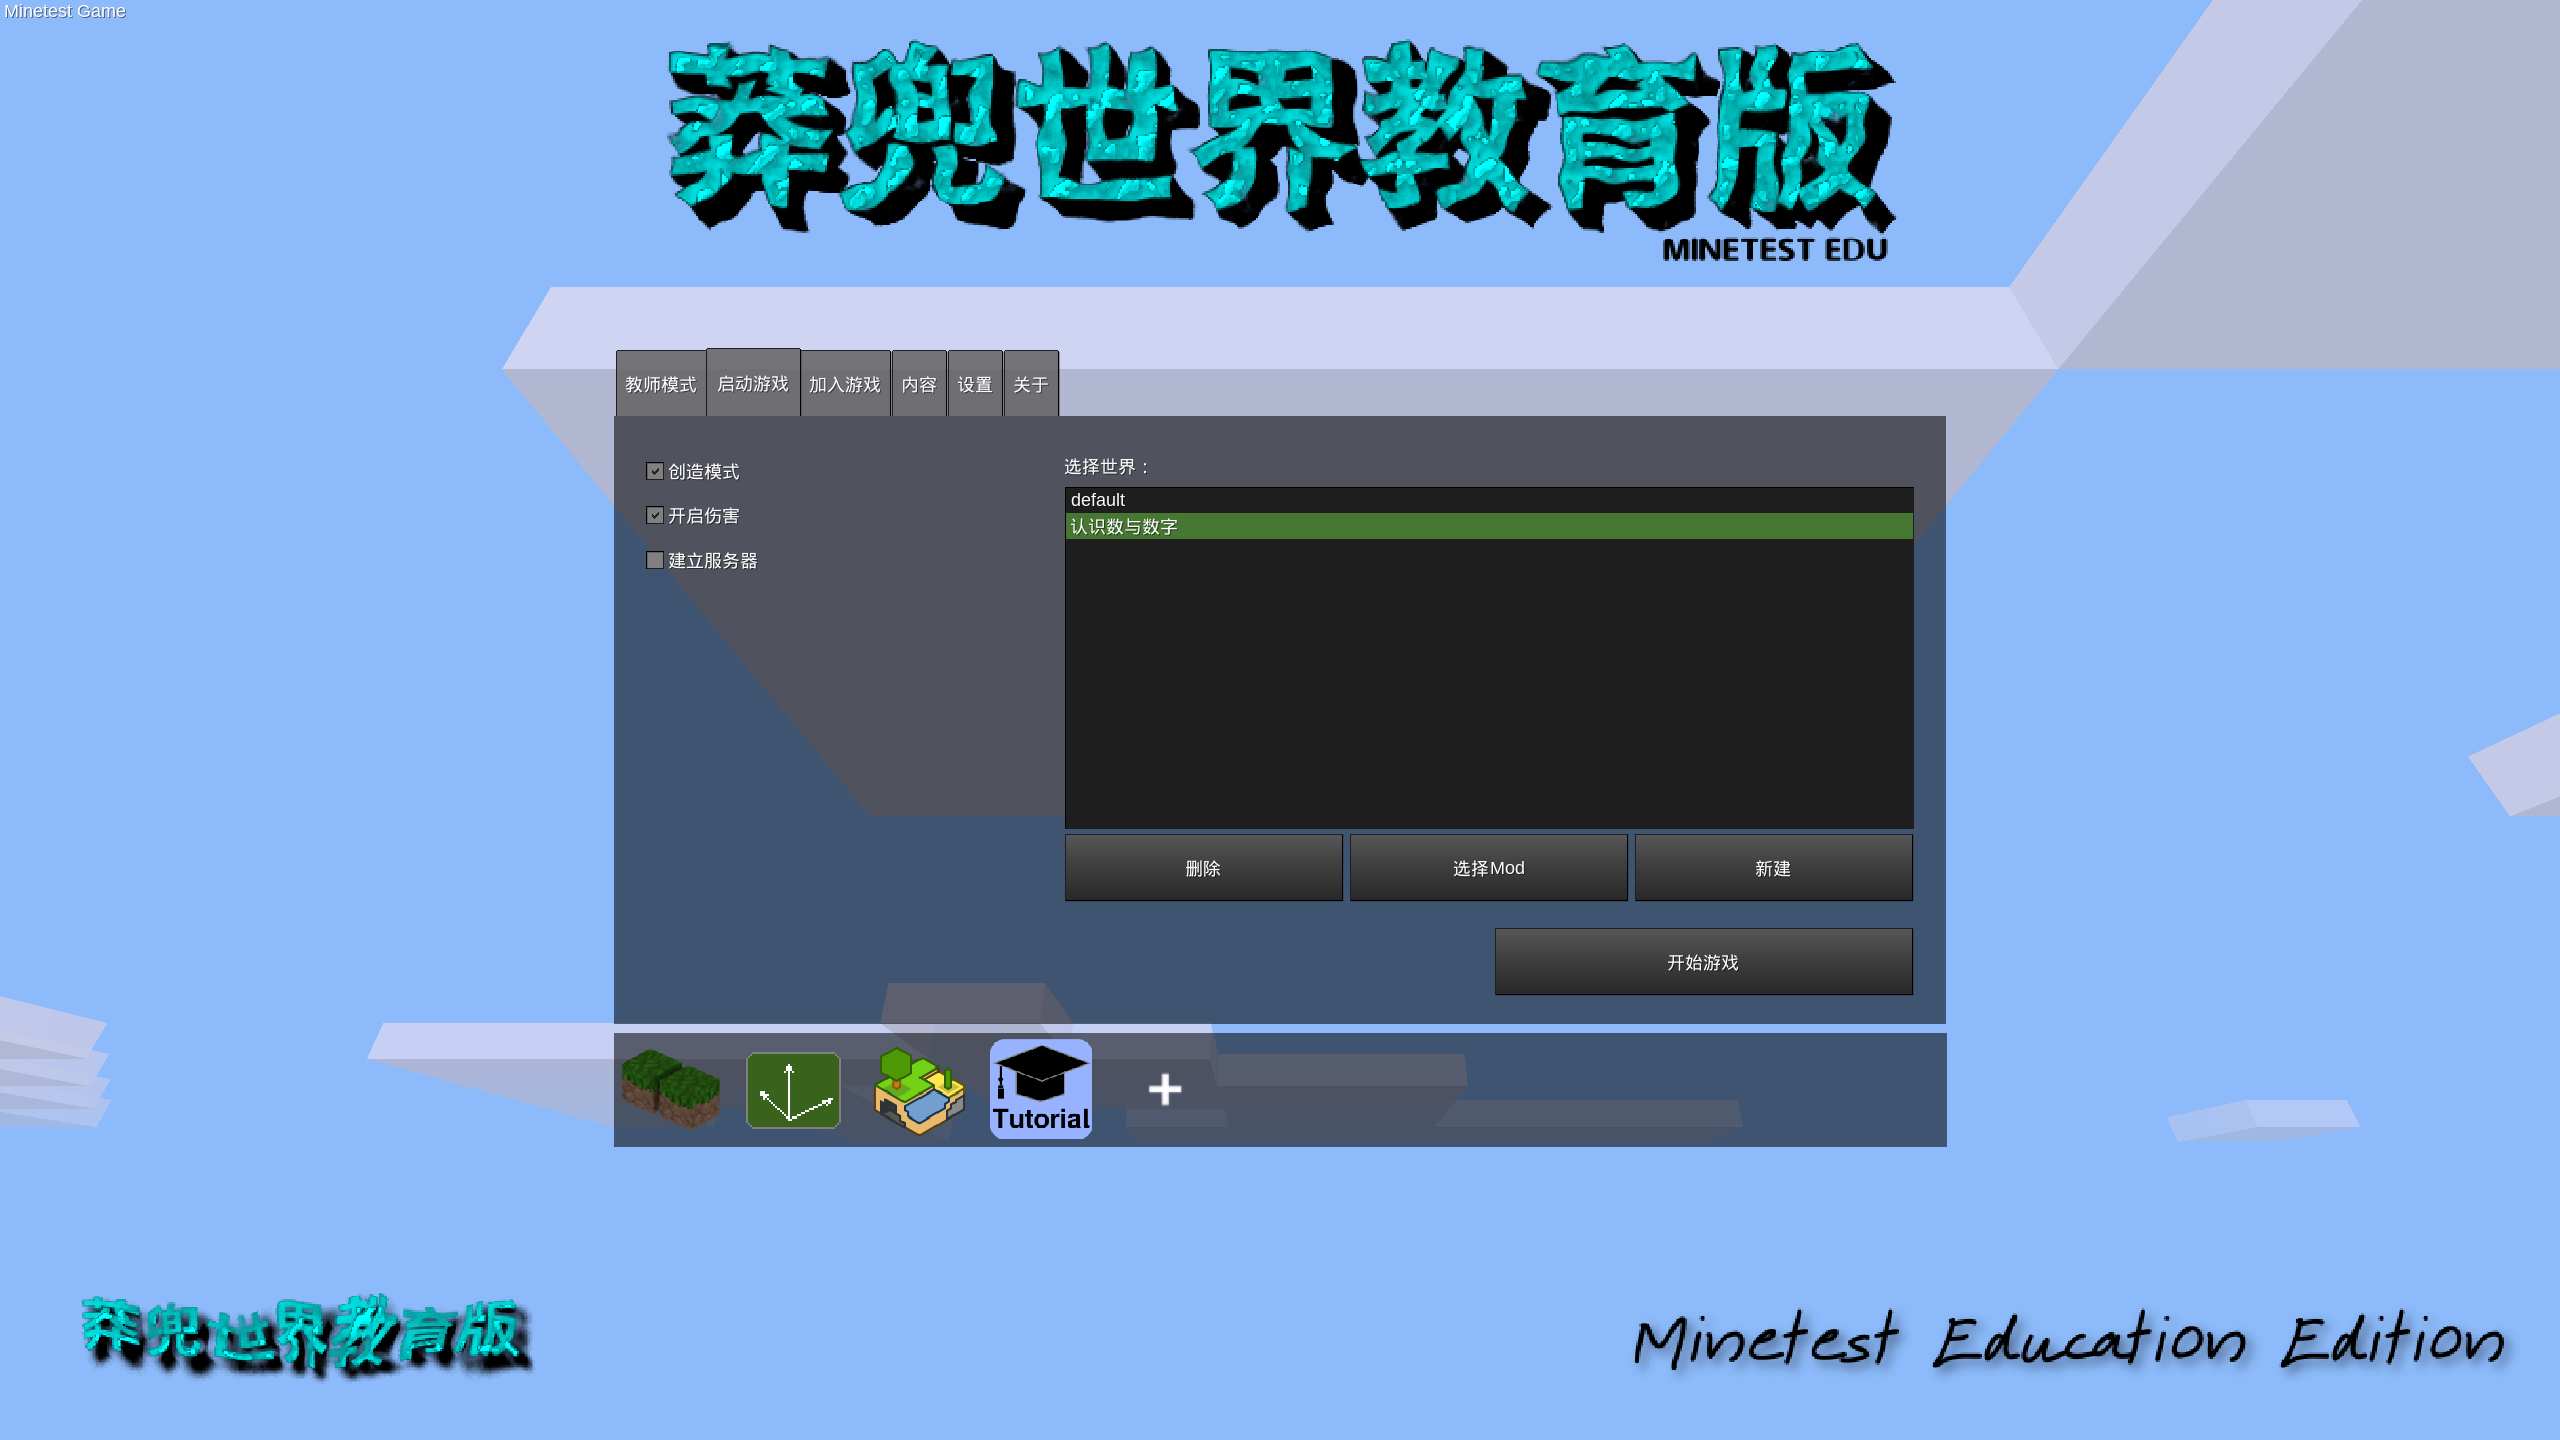 Minetest Game
莽兜世界教育版
MINETEST EDU
教师模式 启动游戏 加入游戏 内容 设置 关于
创造模式
开启伤害
建立服务器
选择世界：
default
认识数与数字
删除 选择Mod 新建
开始游戏
Tutorial
莽兜世界教育版
Minetest Education Edition